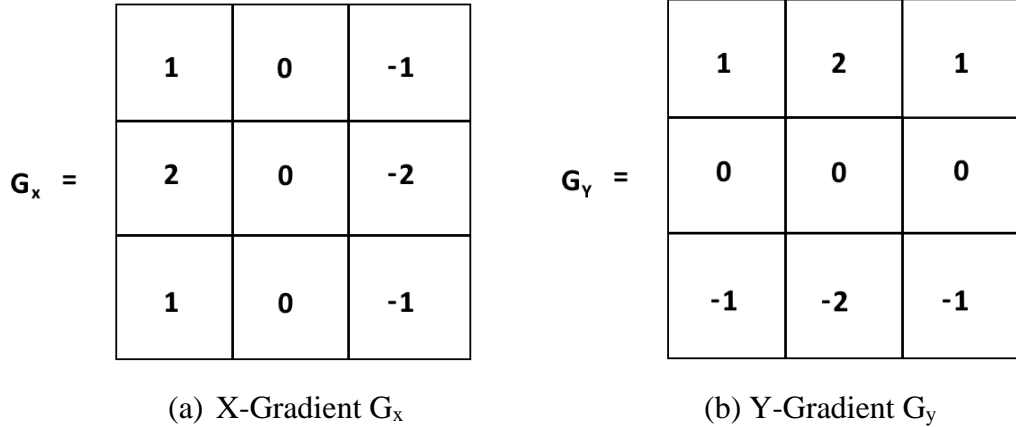 Gx =
1 0 -1
2 0 -2
1 0 -1
(a) X-Gradient Gx
GY =
1 2 1
0 0 0
-1 -2 -1
(b) Y-Gradient Gy